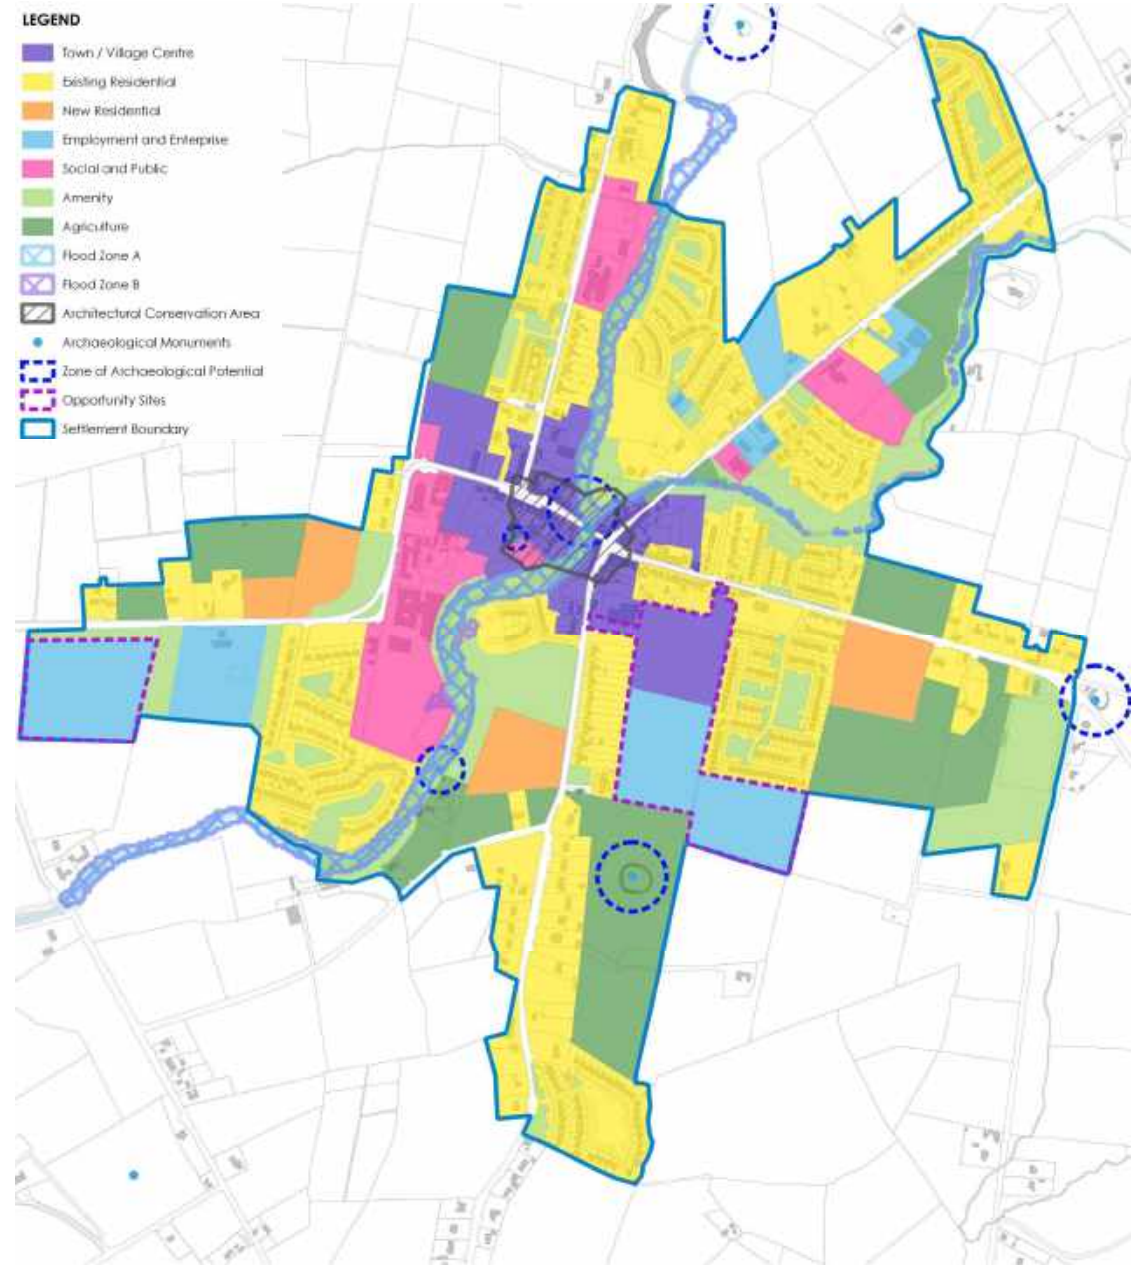 LEGEND
Town / Village Centre
Existing Residential
New Residential
Employment and Enterprise
Social and Public
Amenity
Agriculture
Flood Zone A
Flood Zone B
Architectural Conservation Area
Archaeological Monuments
Zone of Archaeological Potential
Opportunity Sites
Settlement Boundary